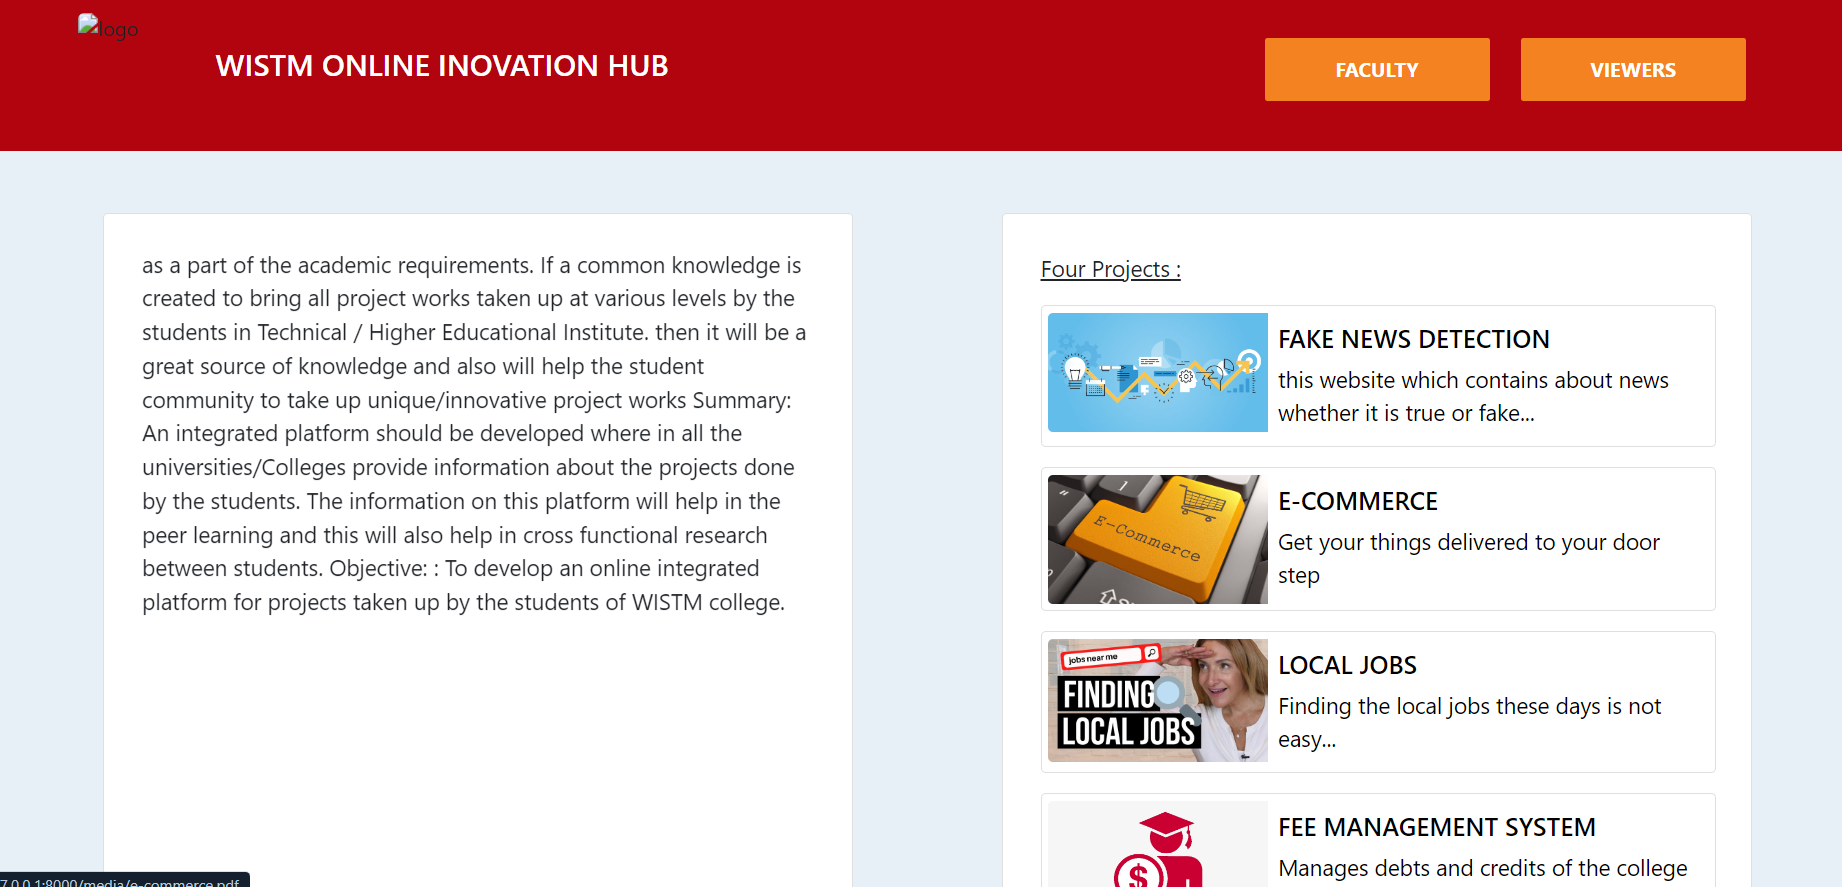 logo
WISTM ONLINE INOVATION HUB
FACULTY
VIEWERS
as a part of the academic requirements. If a common knowledge is
created to bring all project works taken up at various levels by the
students in Technical / Higher Educational Institute. then it will be a
great source of knowledge and also will help the student
community to take up unique/innovative project works Summary:
An integrated platform should be developed where in all the
universities/Colleges provide information about the projects done
by the students. The information on this platform will help in the
peer learning and this will also help in cross functional research
between students. Objective: : To develop an online integrated
platform for projects taken up by the students of WISTM college.
Four Projects :
FAKE NEWS DETECTION
this website which contains about news
whether it is true or fake...
E-Commerce
E-COMMERCE
Get your things delivered to your door
step
jobs near me
FINDING
LOCAL JOBS
LOCAL JOBS
Finding the local jobs these days is not
easy...
FEE MANAGEMENT SYSTEM
Manages debts and credits of the college
7.0.0.1:8000/media/e-commerce.pdf